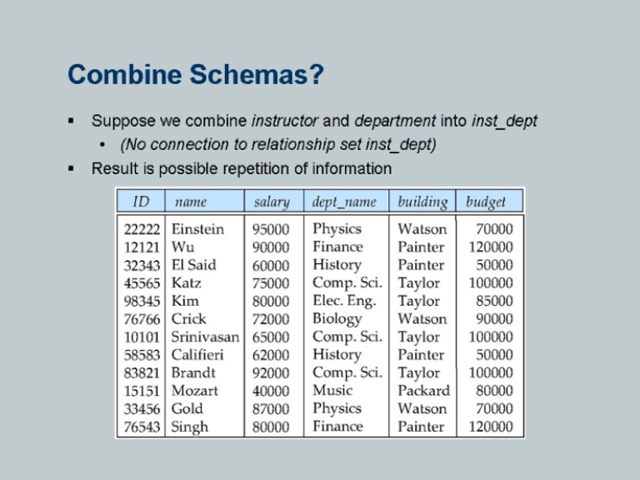 Combine Schemas?
▪ Suppose we combine instructor and department into inst_dept
• (No connection to relationship set inst_dept)
▪ Result is possible repetition of information
ID name salary dept_name building budget
22222 Einstein 95000 Physics Watson 70000
12121 Wu 90000 Finance Painter 120000
32343 El Said 60000 History Painter 50000
45565 Katz 75000 Comp. Sci. Taylor 100000
98345 Kim 80000 Elec. Eng. Taylor 85000
76766 Crick 72000 Biology Watson 90000
10101 Srinivasan 65000 Comp. Sci. Taylor 100000
58583 Califieri 62000 History Painter 50000
83821 Brandt 92000 Comp. Sci. Taylor 100000
15151 Mozart 40000 Music Packard 80000
33456 Gold 87000 Physics Watson 70000
76543 Singh 80000 Finance Painter 120000